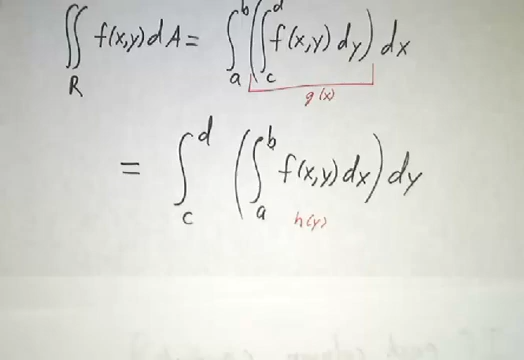 ∬_R f(x,y) dA = ∫_a^b (∫_c^d f(x,y) dy) dx
g(x)
= ∫_c^d (∫_a^b f(x,y) dx) dy
h(y)